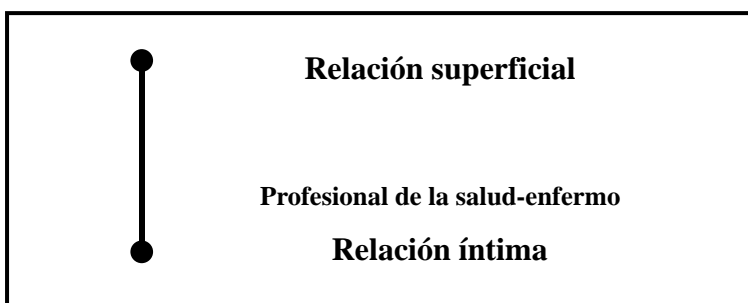 Relación superficial
Profesional de la salud-enfermo
Relación íntima